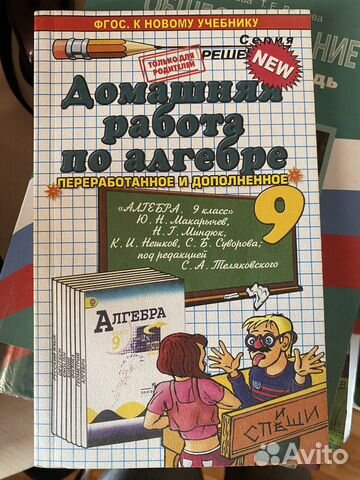 ФГОС. К НОВОМУ УЧЕБНИКУ
Серия
РЕШЕ
ТОЛЬКО ДЛЯ
РОДИТЕЛЕЙ
NEW
Домашняя
работа
по алгебре
ПЕРЕРАБОТАННОЕ И ДОПОЛНЕННОЕ
9
«АЛГЕБРА. 9 класс»
Ю. Н. Макарычев,
Н. Г. Миндюк,
К. И. Нешков, С. Б. Суворова;
под редакцией
С. А. Теляковского
АЛГЕБРА
9
И
СПЕШИ
Avito